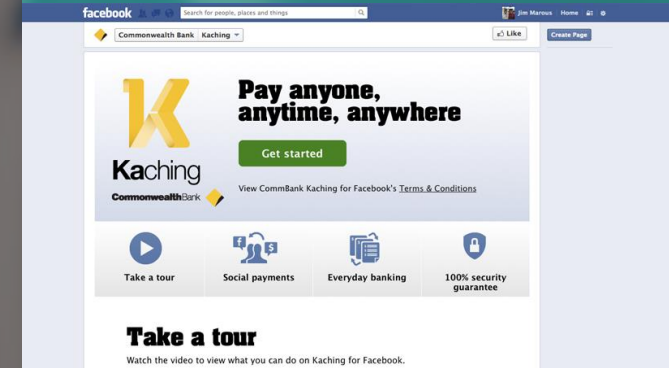 facebook
Search for people, places and things
Jim Marous Home
Commonwealth Bank Kaching
Like
Create Page
Pay anyone,
anytime, anywhere
Get started
Kaching
CommonwealthBank
View CommBank Kaching for Facebook's Terms & Conditions
f $
Take a tour
Social payments
Everyday banking
100% security
guarantee
Take a tour
Watch the video to view what you can do on Kaching for Facebook.